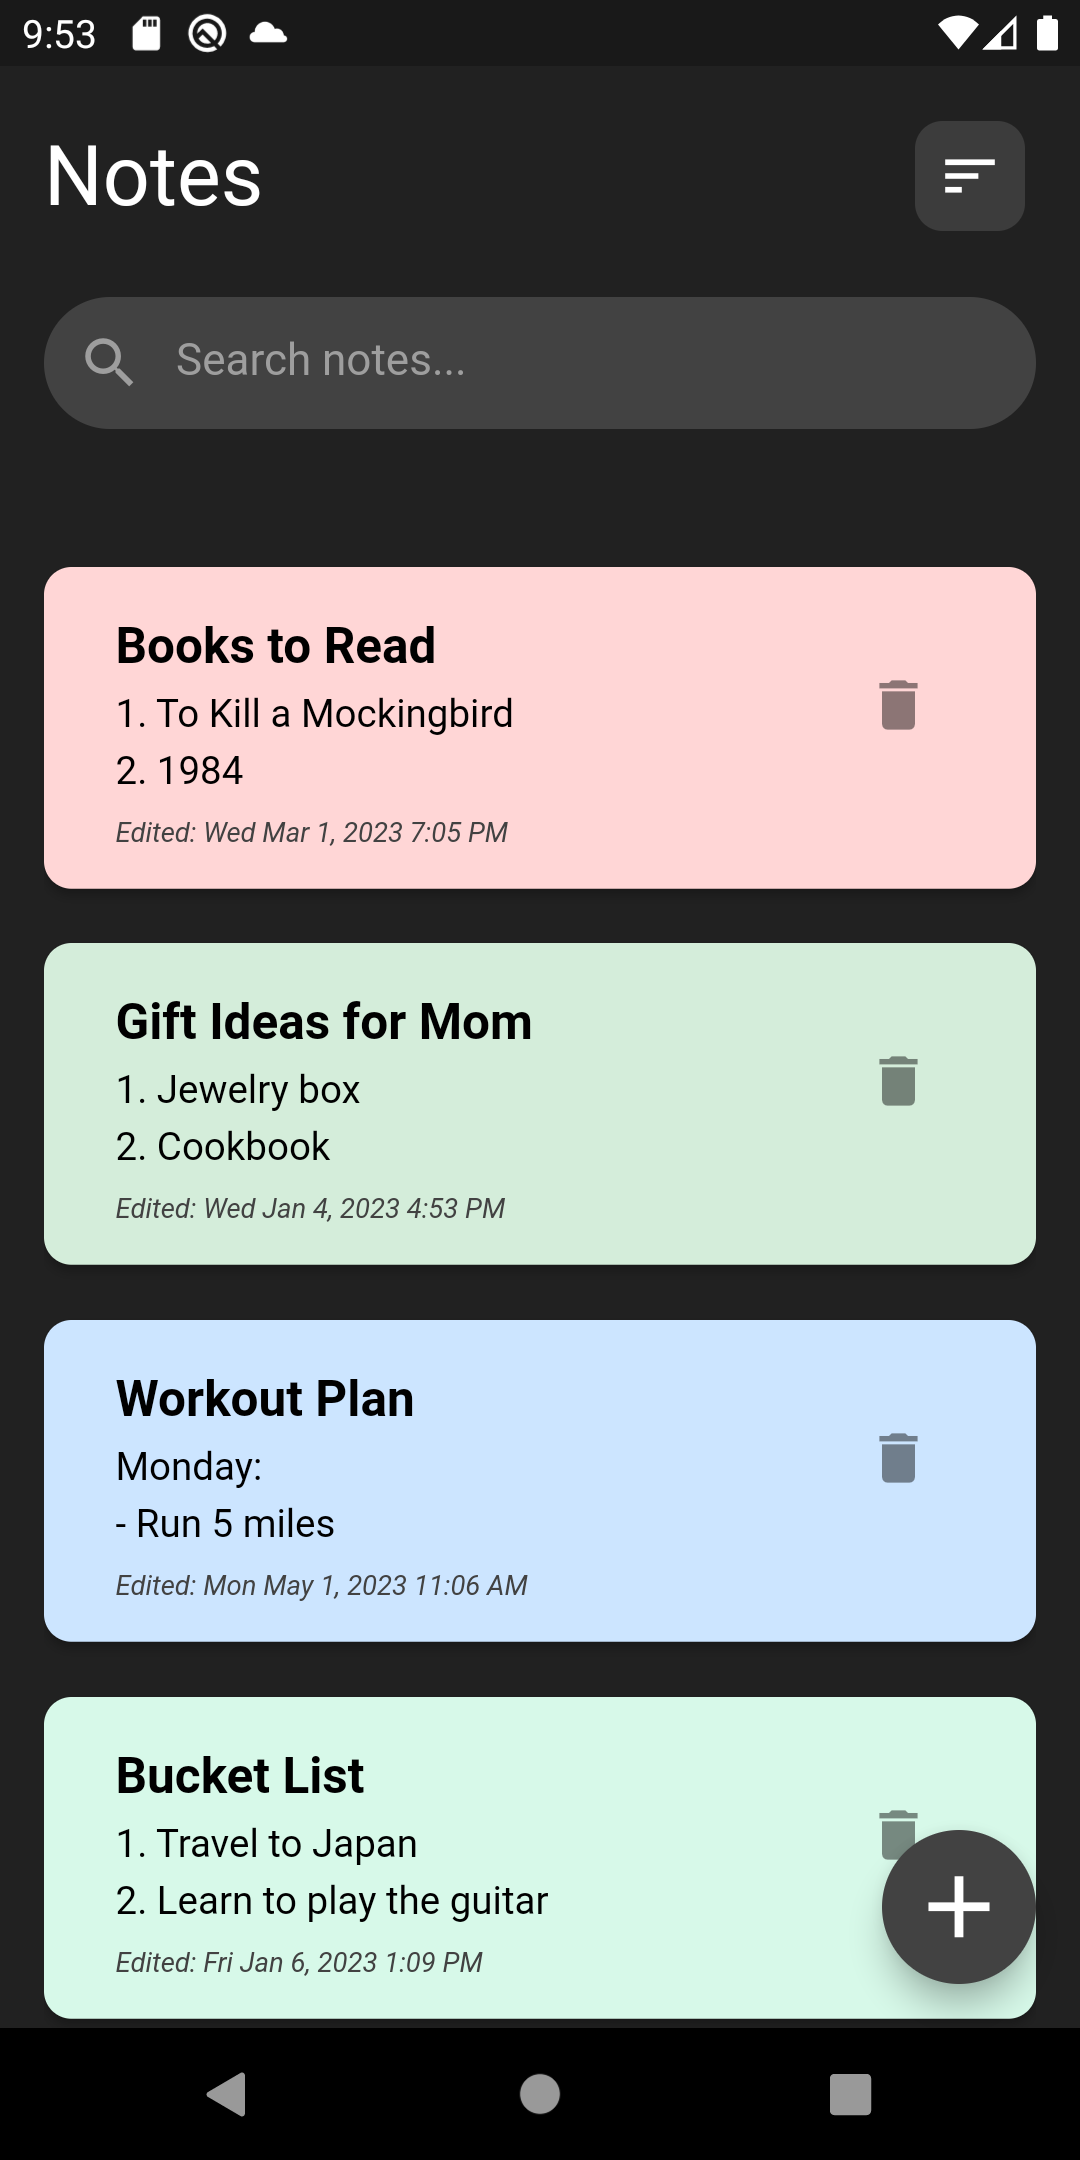 9:53
Notes
Search notes...
Books to Read
1. To Kill a Mockingbird
2. 1984
Edited: Wed Mar 1, 2023 7:05 PM
Gift Ideas for Mom
1. Jewelry box
2. Cookbook
Edited: Wed Jan 4, 2023 4:53 PM
Workout Plan
Monday:
- Run 5 miles
Edited: Mon May 1, 2023 11:06 AM
Bucket List
1. Travel to Japan
2. Learn to play the guitar
Edited: Fri Jan 6, 2023 1:09 PM